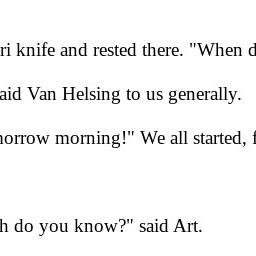 ri knife and rested there. "When d
aid Van Helsing to us generally.
norrow morning!" We all started, f
h do you know?" said Art.